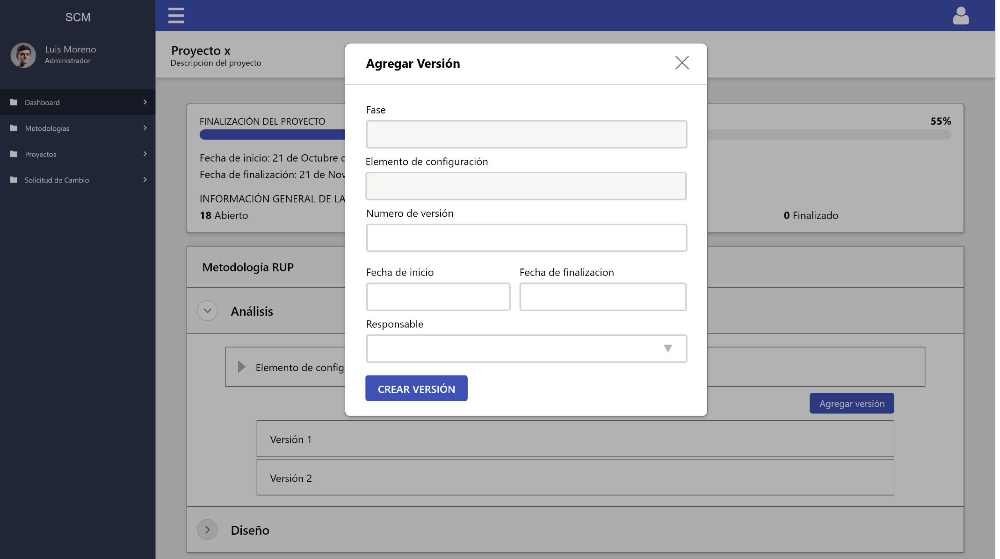 SCM
Luis Moreno
Administrador
Dashboard
Metodologías
Proyectos
Solicitud de Cambio
Proyecto x
Descripción del proyecto
FINALIZACIÓN DEL PROYECTO
55%
Fecha de inicio: 21 de Octubre
Fecha de finalización: 21 de Nov
INFORMACIÓN GENERAL DE LA
18 Abierto
0 Finalizado
Metodología RUP
Análisis
Elemento de config
Agregar versión
Versión 1
Versión 2
Diseño
Agregar Versión
Fase
Elemento de configuración
Numero de versión
Fecha de inicio
Fecha de finalizacion
Responsable
CREAR VERSIÓN